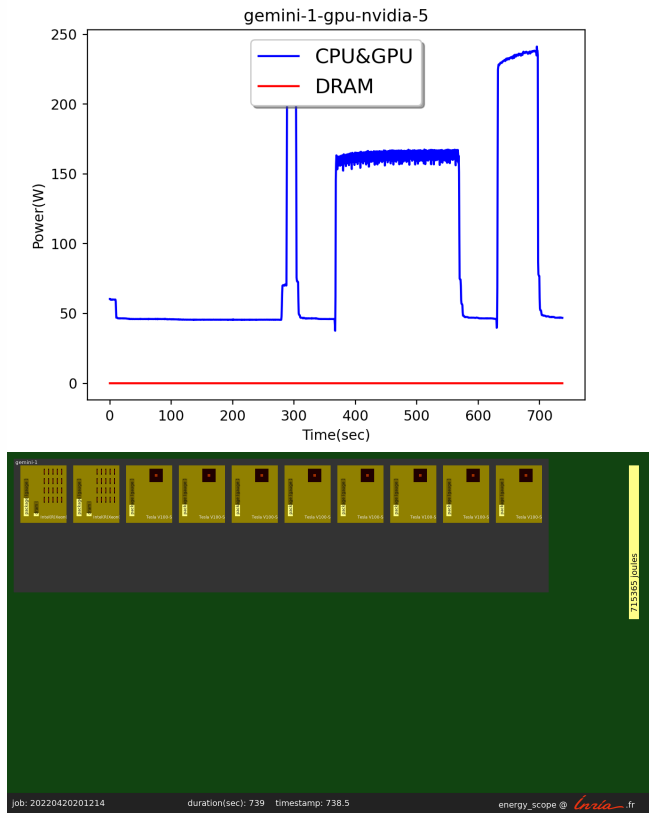 gemini-1-gpu-nvidia-5
CPU&GPU
DRAM
Power(W)
250
200
150
100
50
0
0 100 200 300 400 500 600 700
Time(sec)
gemini-1
Tesla V100-S Tesla V100-S Tesla V100-S Tesla V100-S Tesla V100-S Tesla V100-S Tesla V100-S Tesla V100-S
715365 joules
job: 20220420201214 duration(sec): 739 timestamp: 738.5 energy_scope @ Inria .fr